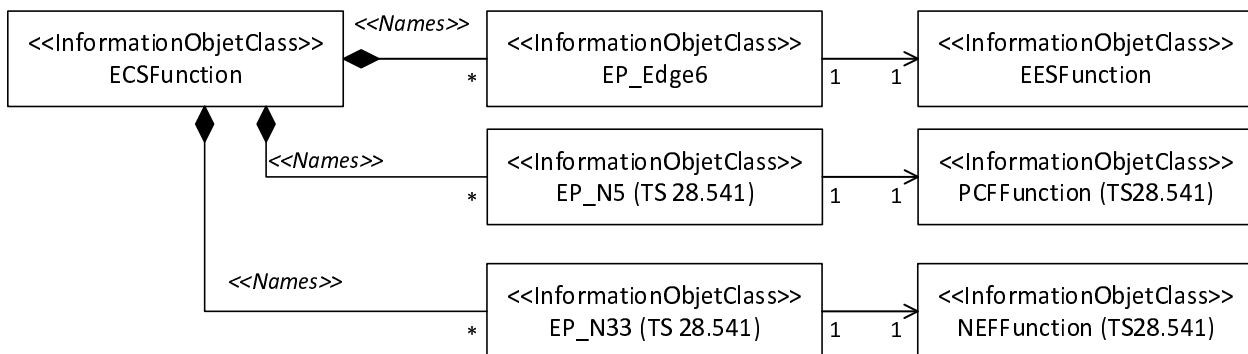 <<Names>>
<<InformationObjetClass>>
ECSFunction
*
<<InformationObjetClass>>
EP_Edge6
1
1
<<InformationObjetClass>>
EESFunction
<<Names>>
*
<<InformationObjetClass>>
EP_N5 (TS 28.541)
1
1
<<InformationObjetClass>>
PCFFunction (TS28.541)
<<Names>>
*
<<InformationObjetClass>>
EP_N33 (TS 28.541)
1
1
<<InformationObjetClass>>
NEFFunction (TS28.541)